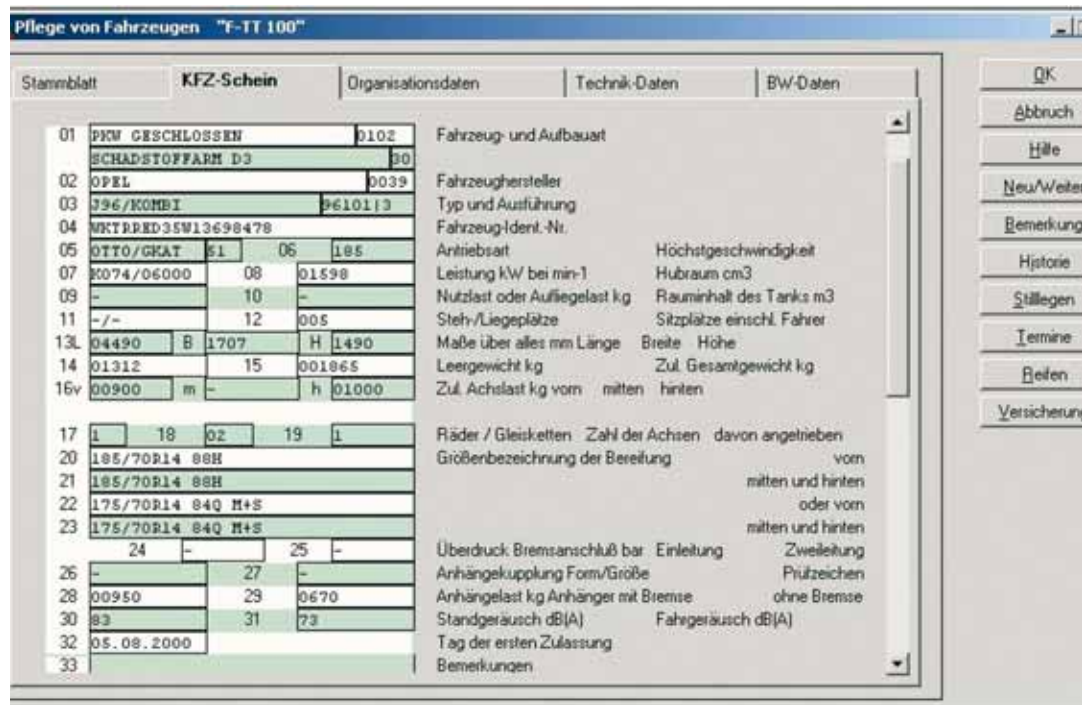 Pflege von Fahrzeugen "F-TT 100"
Stammblatt KFZ-Schein Organisationsdaten Technik-Daten BW-Daten
01 PKW GESCHLOSSEN 0102 Fahrzeug- und Aufbauart
SCHADSTOFFARM D3 30
02 OPEL 0039 Fahrzeughersteller
03 J96/KOMBI 96101|3 Typ und Ausführung
04 WKTRRED35W13698478 Fahrzeug-Ident.-Nr.
05 OTTO/GKAT 51 06 185 Antriebsart Höchstgeschwindigkeit
07 K074/06000 08 01598 Leistung kW bei min-1 Hubraum cm3
09 - 10 - Nutzlast oder Aufliegelast kg Rauminhalt des Tanks m3
11 -/- 12 005 Steh-/Liegeplätze Sitzplätze einschl. Fahrer
13L 04490 B 1707 H 1490 Maße über alles mm Länge Breite Höhe
14 01312 15 001865 Leergewicht kg Zul. Gesamtgewicht kg
16v 00900 m - h 01000 Zul. Achslast kg vorn mitten hinten
17 1 18 02 19 1 Räder / Gleisketten Zahl der Achsen davon angetrieben
20 185/70R14 88H Größenbezeichnung der Bereifung vorn
21 185/70R14 88H mitten und hinten
22 175/70R14 84Q M+S oder vorn
23 175/70R14 84Q M+S mitten und hinten
24 - 25 - Überdruck Bremsanschluß bar Einleitung Zweileitung
26 - 27 - Anhängekupplung Form/Größe Prüfzeichen
28 00950 29 0670 Anhängelast kg Anhänger mit Bremse ohne Bremse
30 83 31 73 Standgeräusch dB(A) Fahrgeräusch dB(A)
32 05.08.2000 Tag der ersten Zulassung
33 Bemerkungen
OK
Abbruch
Hilfe
Neu/Weiter
Bemerkung
Historie
Stilllegen
Termine
Reifen
Versicherung